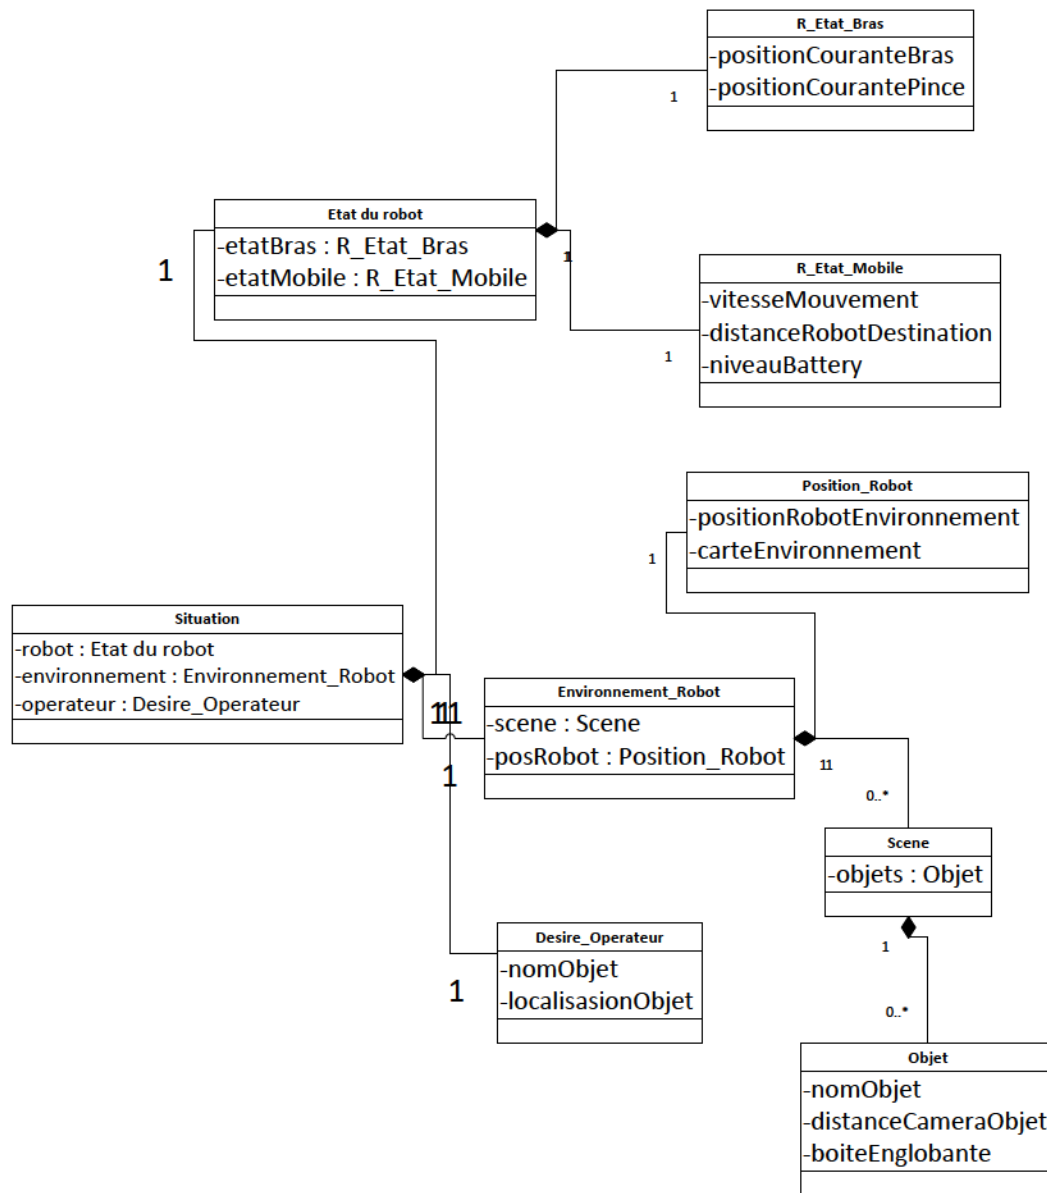 R_Etat_Bras
-positionCouranteBras
-positionCourantePince
1
Etat du robot
-etatBras : R_Etat_Bras
-etatMobile : R_Etat_Mobile
1
11
R_Etat_Mobile
-vitesseMouvement
-distanceRobotDestination
-niveauBattery
1
Position_Robot
-positionRobotEnvironnement
-carteEnvironnement
1
Situation
-robot : Etat du robot
-environnement : Environnement_Robot
-operateur : Desire_Operateur
111
1
Environnement_Robot
-scene : Scene
-posRobot : Position_Robot
11
0..*
Scene
-objets : Objet
1
0..*
Desire_Operateur
-nomObjet
-localisasionObjet
1
Objet
-nomObjet
-distanceCameraObjet
-boiteEnglobante